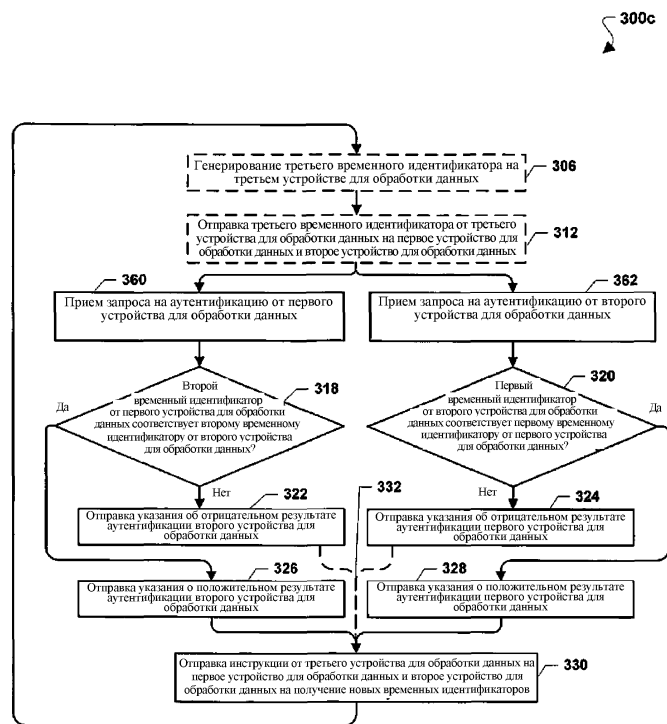 300c
Генерирование третьего временного идентификатора на
третьем устройстве для обработки данных
306
Отправка третьего временного идентификатора от третьего
устройства для обработки данных на первое устройство для
обработки данных и второе устройство для обработки данных
312
360
Прием запроса на аутентификацию от первого
устройства для обработки данных
362
Прием запроса на аутентификацию от второго
устройства для обработки данных
318
Второй
временный идентификатор
от первого устройства для обработки
данных соответствует второму временному
идентификатору от второго устройства
для обработки данных?
Да
Нет
320
Первый
временный идентификатор
от второго устройства для обработки
данных соответствует первому временному
идентификатору от первого устройства
для обработки данных?
Да
Нет
322
Отправка указания об отрицательном результате
аутентификации второго устройства для
обработки данных
332
324
Отправка указания об отрицательном результате
аутентификации первого устройства для
обработки данных
326
Отправка указания о положительном результате
аутентификации второго устройства для
обработки данных
328
Отправка указания о положительном результате
аутентификации первого устройства для
обработки данных
Отправка инструкции от третьего устройства для обработки данных на
первое устройство для обработки данных и второе устройство для
обработки данных на получение новых временных идентификаторов
330